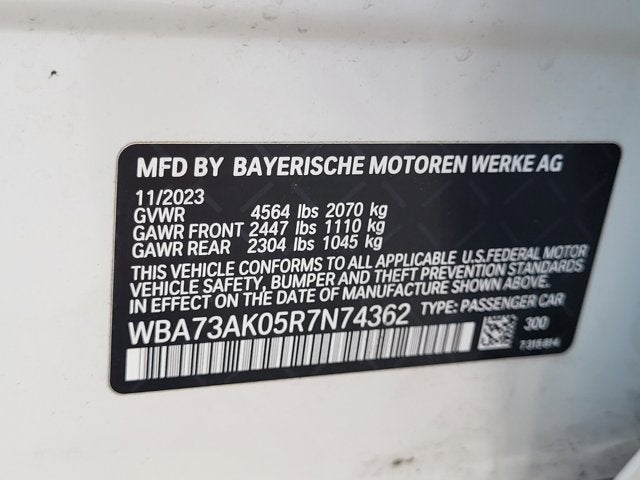 MFD BY BAYERISCHE MOTOREN WERKE AG
11/2023
GVWR 4564 lbs 2070 kg
GAWR FRONT 2447 lbs 1110 kg
GAWR REAR 2304 lbs 1045 kg
THIS VEHICLE CONFORMS TO ALL APPLICABLE U.S.FEDERAL MOTOR
VEHICLE SAFETY, BUMPER AND THEFT PREVENTION STANDARDS
IN EFFECT ON THE DATE OF MANUFACTURE SHOWN ABOVE.
WBA73AK05R7N74362 TYPE: PASSENGER CAR
300